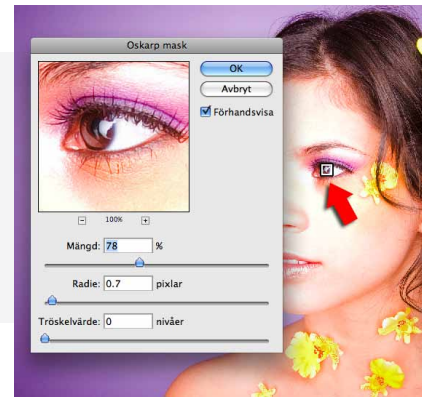 Oskarp mask
OK
Avbryt
Förhandsvisa
100%
Mängd: 78 %
Radie: 0.7 pixlar
Tröskelvärde: 0 nivåer